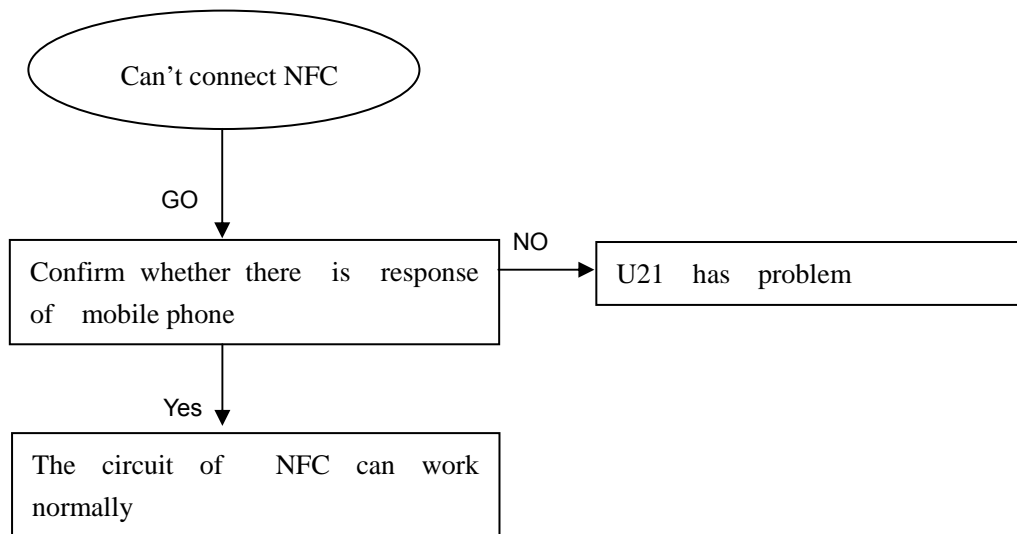 Can't connect NFC
GO
Confirm whether there is response
of mobile phone
NO
U21 has problem
Yes
The circuit of NFC can work
normally